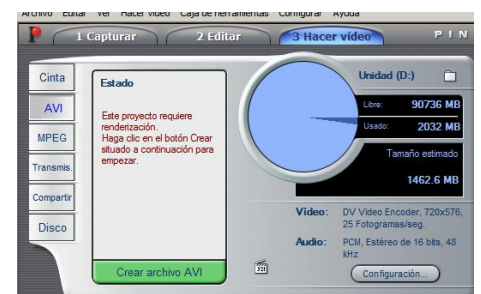 Archivo Editar Ver Hacer vídeo Caja de herramientas Configurar Ayuda
1 Capturar 2 Editar 3 Hacer vídeo P I N
Cinta
AVI
MPEG
Transmis.
Compartir
Disco
Estado
Este proyecto requiere
renderización.
Haga clic en el botón Crear
situado a continuación para
empezar.
Crear archivo AVI
Unidad (D:)
Libre: 90736 MB
Usado: 2032 MB
Tamaño estimado
1462.6 MB
Vídeo: DV Video Encoder, 720x576,
25 Fotogramas/seg.
Audio: PCM, Estéreo de 16 bits, 48
kHz
Configuración...